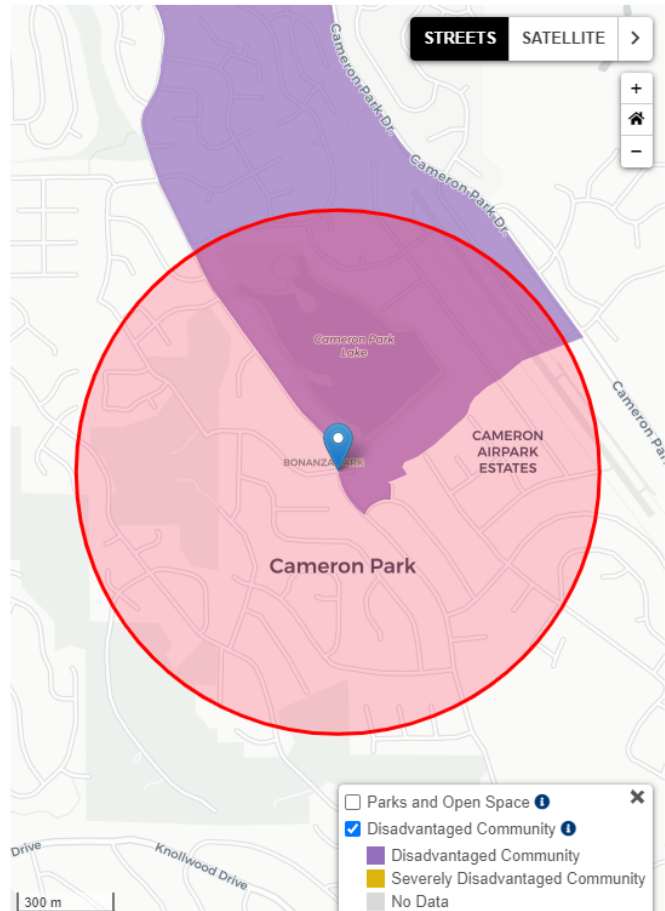 STREETS SATELLITE >
+
−
Cameron Park Dr.
Cameron Park Dr.
Cameron Park
Lake
BONANZA PARK
CAMERON
AIRPARK
ESTATES
Cameron Par
Cameron Park
Parks and Open Space
Disadvantaged Community
Disadvantaged Community
Severely Disadvantaged Community
No Data
Drive
Knollwood Drive
300 m